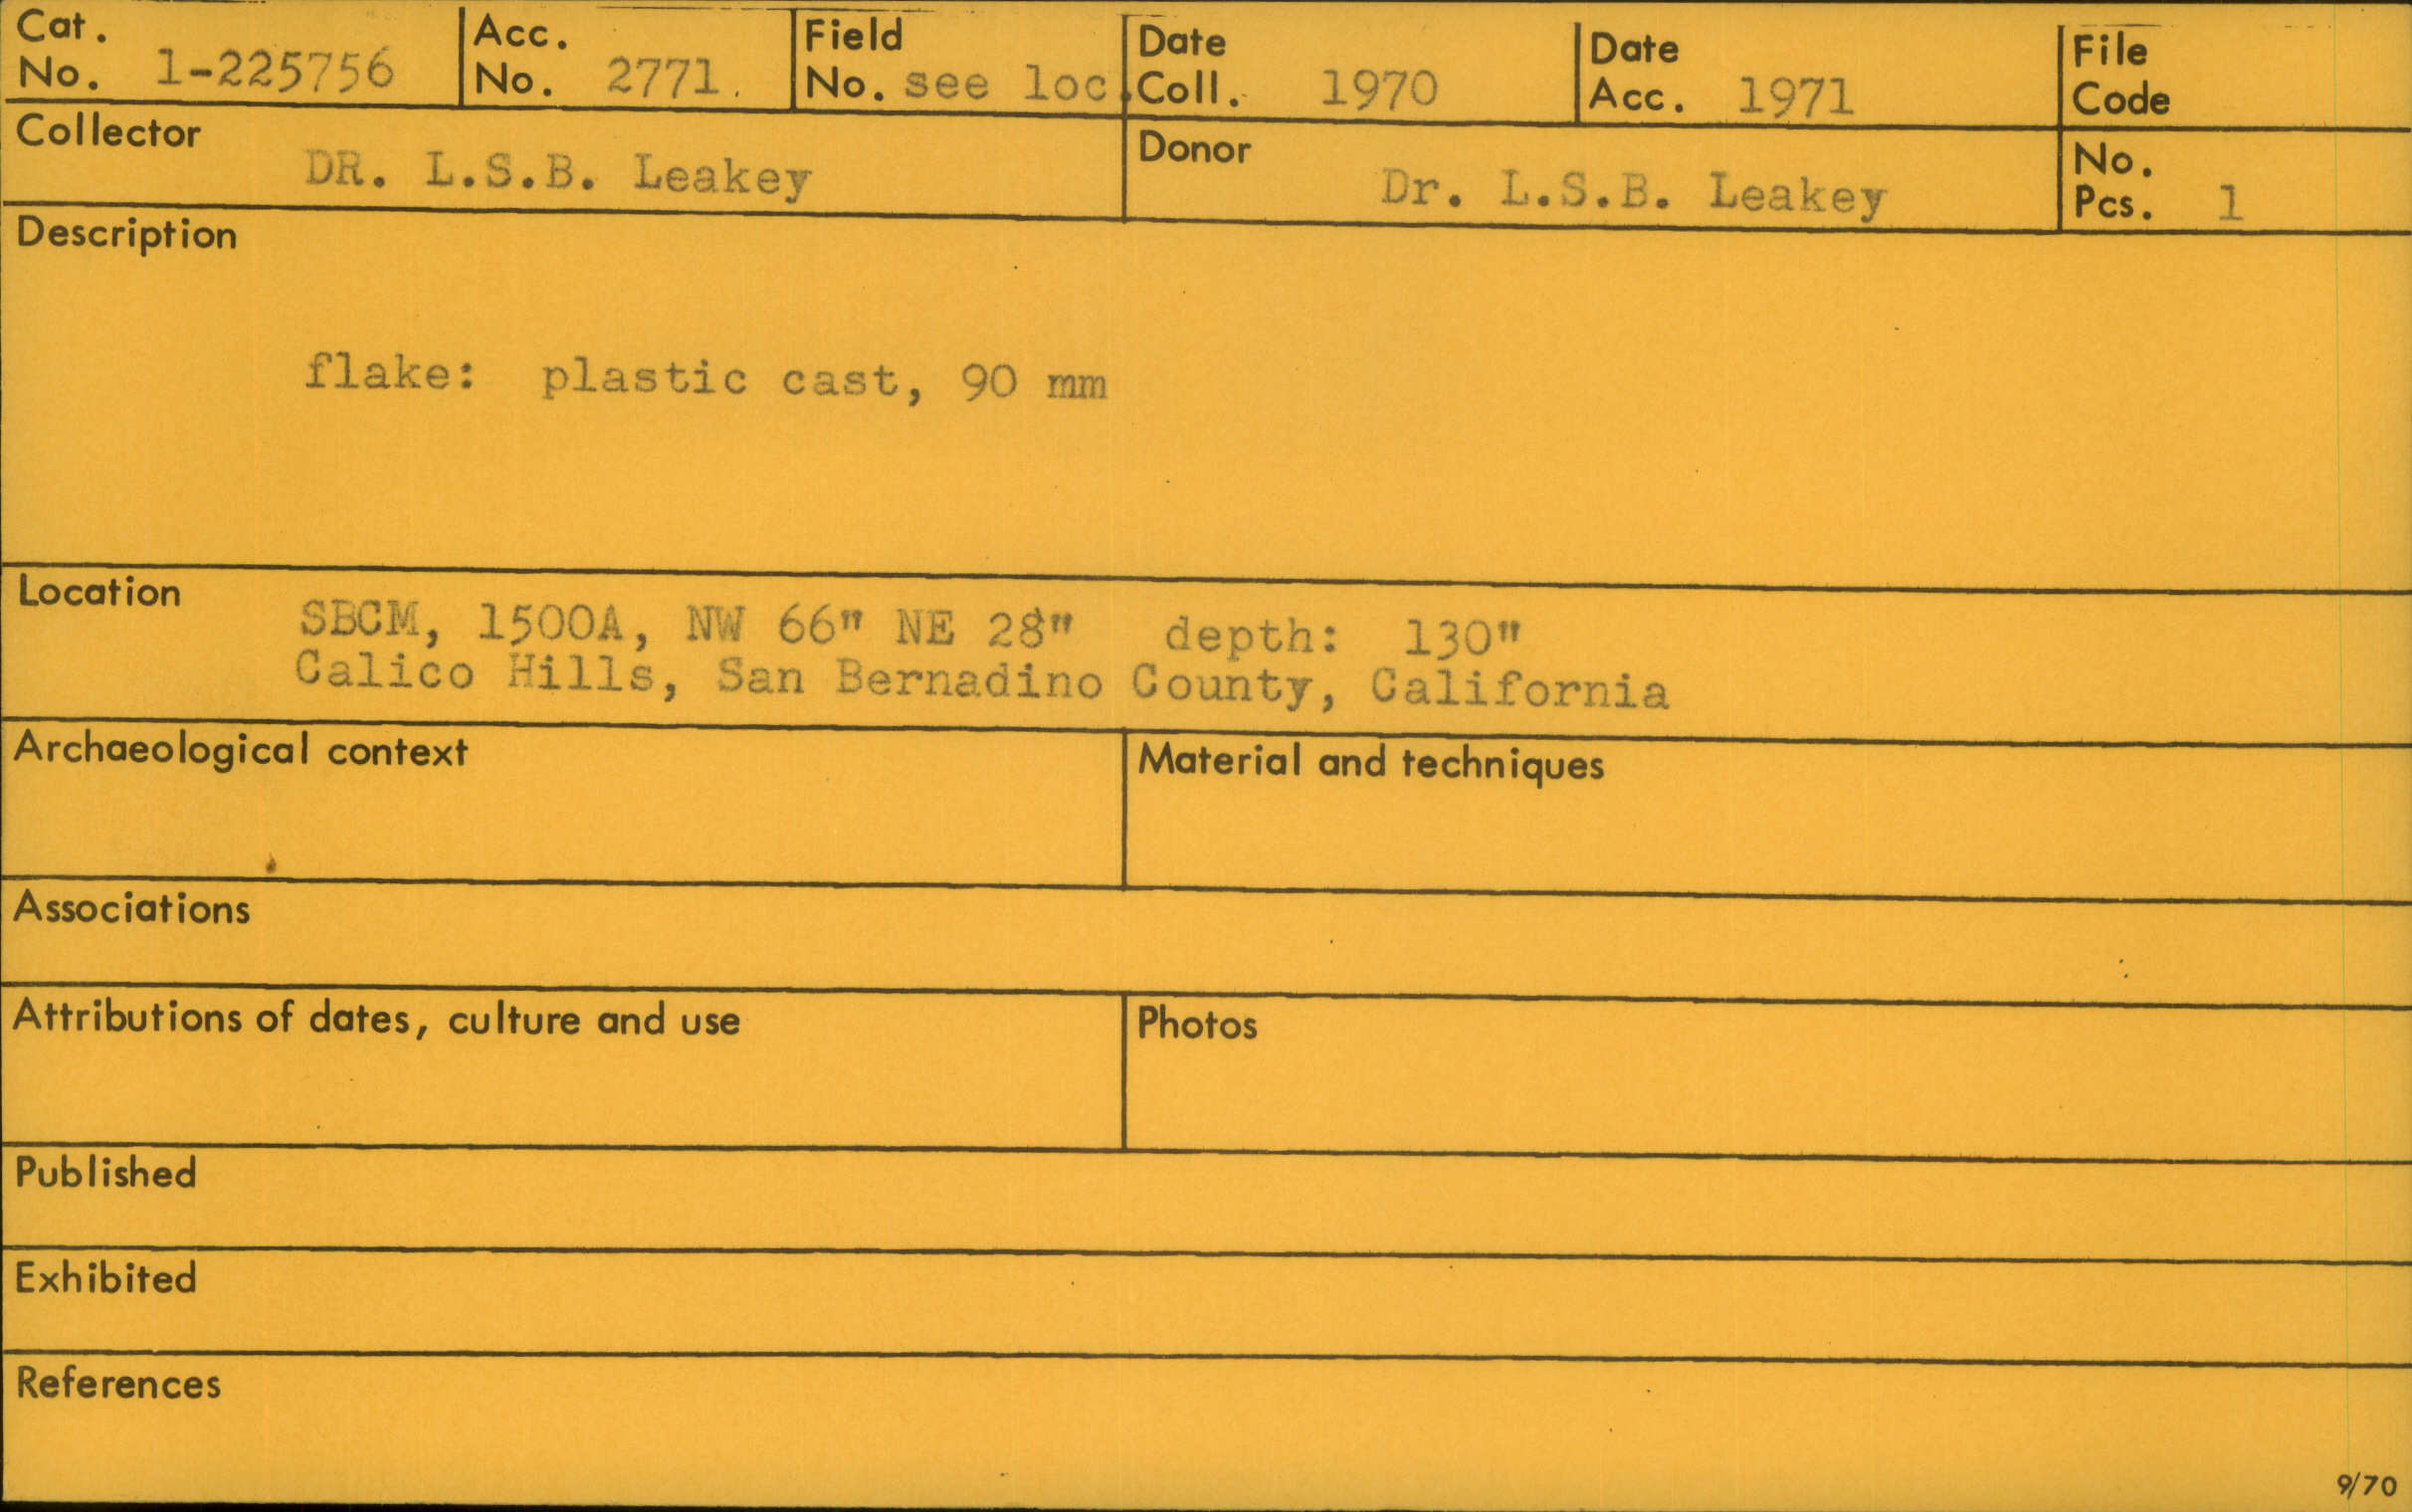 Cat. No. 1-225756
Acc. No. 2771.
Field No. see loc.
Date Coll. 1970
Date Acc. 1971
File Code
Collector DR. L.S.B. Leakey
Donor Dr. L.S.B. Leakey
No. Pcs. 1
Description
flake: plastic cast, 90 mm
Location
SBCM, 1500A, NW 66" NE 28" depth: 130"
Calico Hills, San Bernadino County, California
Archaeological context
Material and techniques
Associations
Attributions of dates, culture and use
Photos
Published
Exhibited
References
9/70